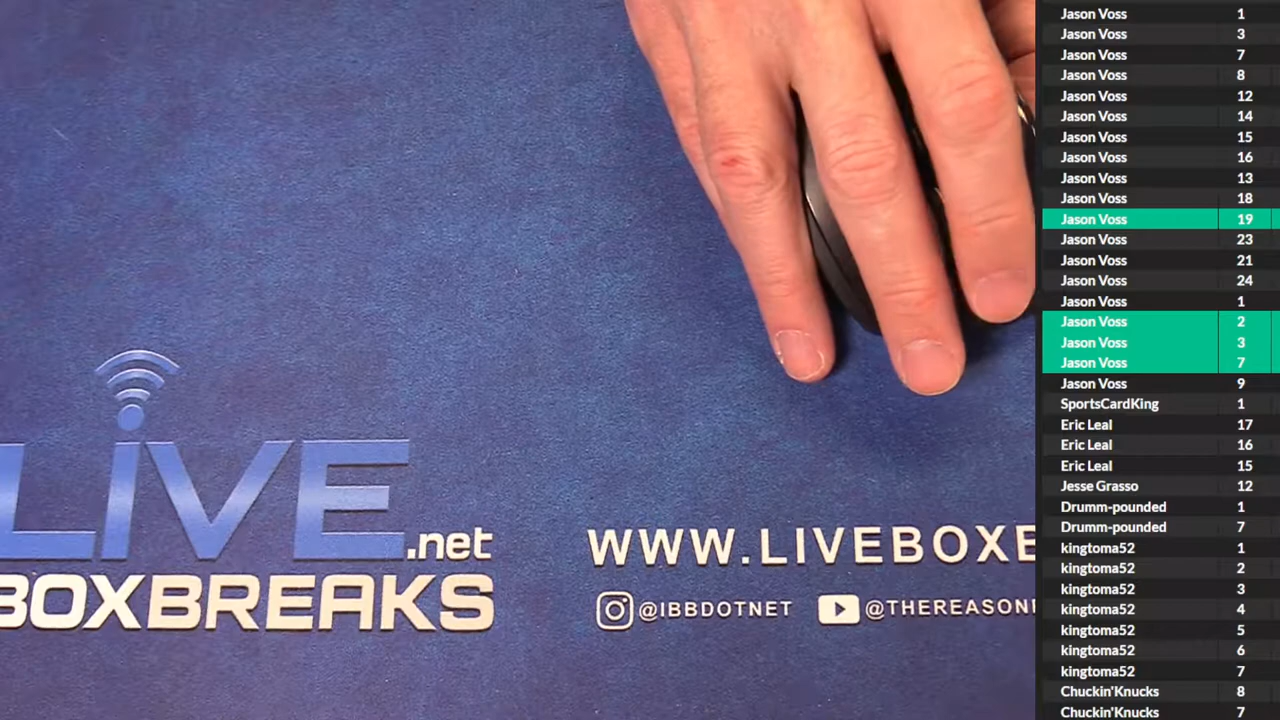 LIVE
.net
BOXBREAKS
WWW.LIVEBOXB
@IBBDOTNET
@THEREASON
Jason Voss 1
Jason Voss 3
Jason Voss 7
Jason Voss 8
Jason Voss 12
Jason Voss 14
Jason Voss 15
Jason Voss 16
Jason Voss 13
Jason Voss 18
Jason Voss 19
Jason Voss 23
Jason Voss 21
Jason Voss 24
Jason Voss 1
Jason Voss 2
Jason Voss 3
Jason Voss 7
Jason Voss 9
SportsCardKing 1
Eric Leal 17
Eric Leal 16
Eric Leal 15
Jesse Grasso 12
Drumm-pounded 1
Drumm-pounded 7
kingtoma52 1
kingtoma52 2
kingtoma52 3
kingtoma52 4
kingtoma52 5
kingtoma52 6
kingtoma52 7
Chuckin'Knucks 8
Chuckin'Knucks 7